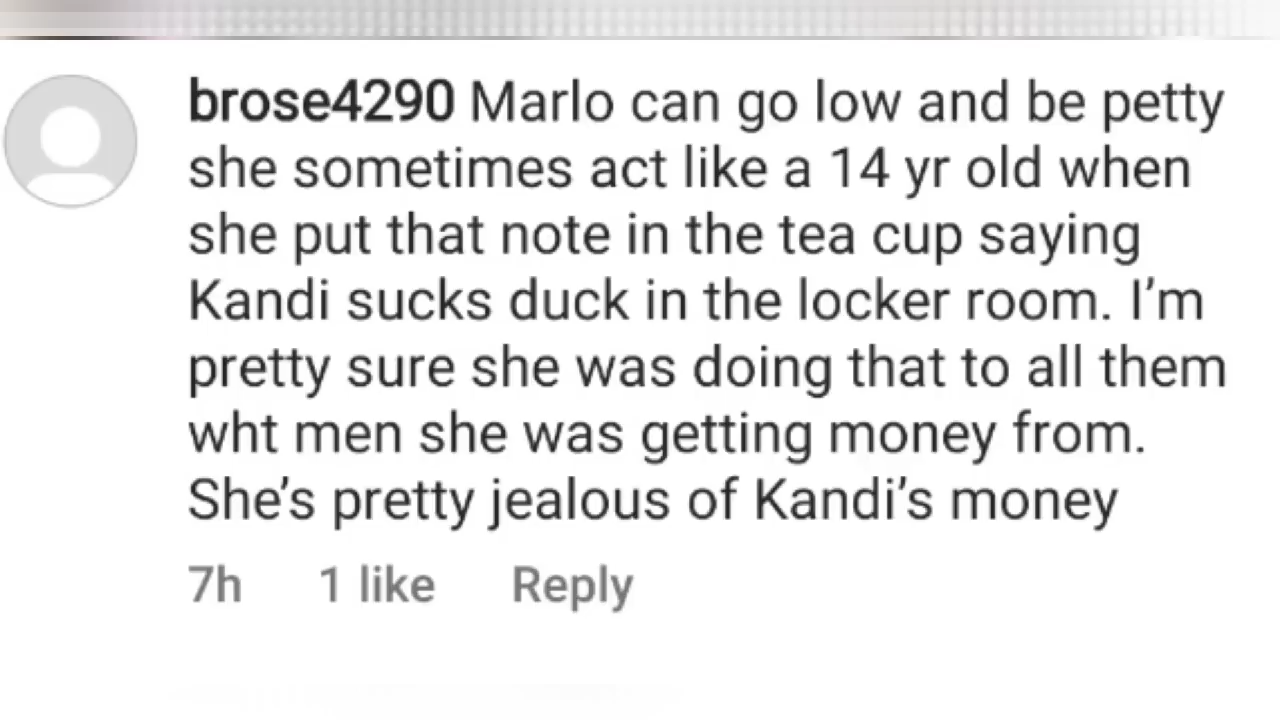 brose4290 Marlo can go low and be petty
she sometimes act like a 14 yr old when
she put that note in the tea cup saying
Kandi sucks duck in the locker room. I’m
pretty sure she was doing that to all them
wht men she was getting money from.
She’s pretty jealous of Kandi’s money
7h 1 like Reply